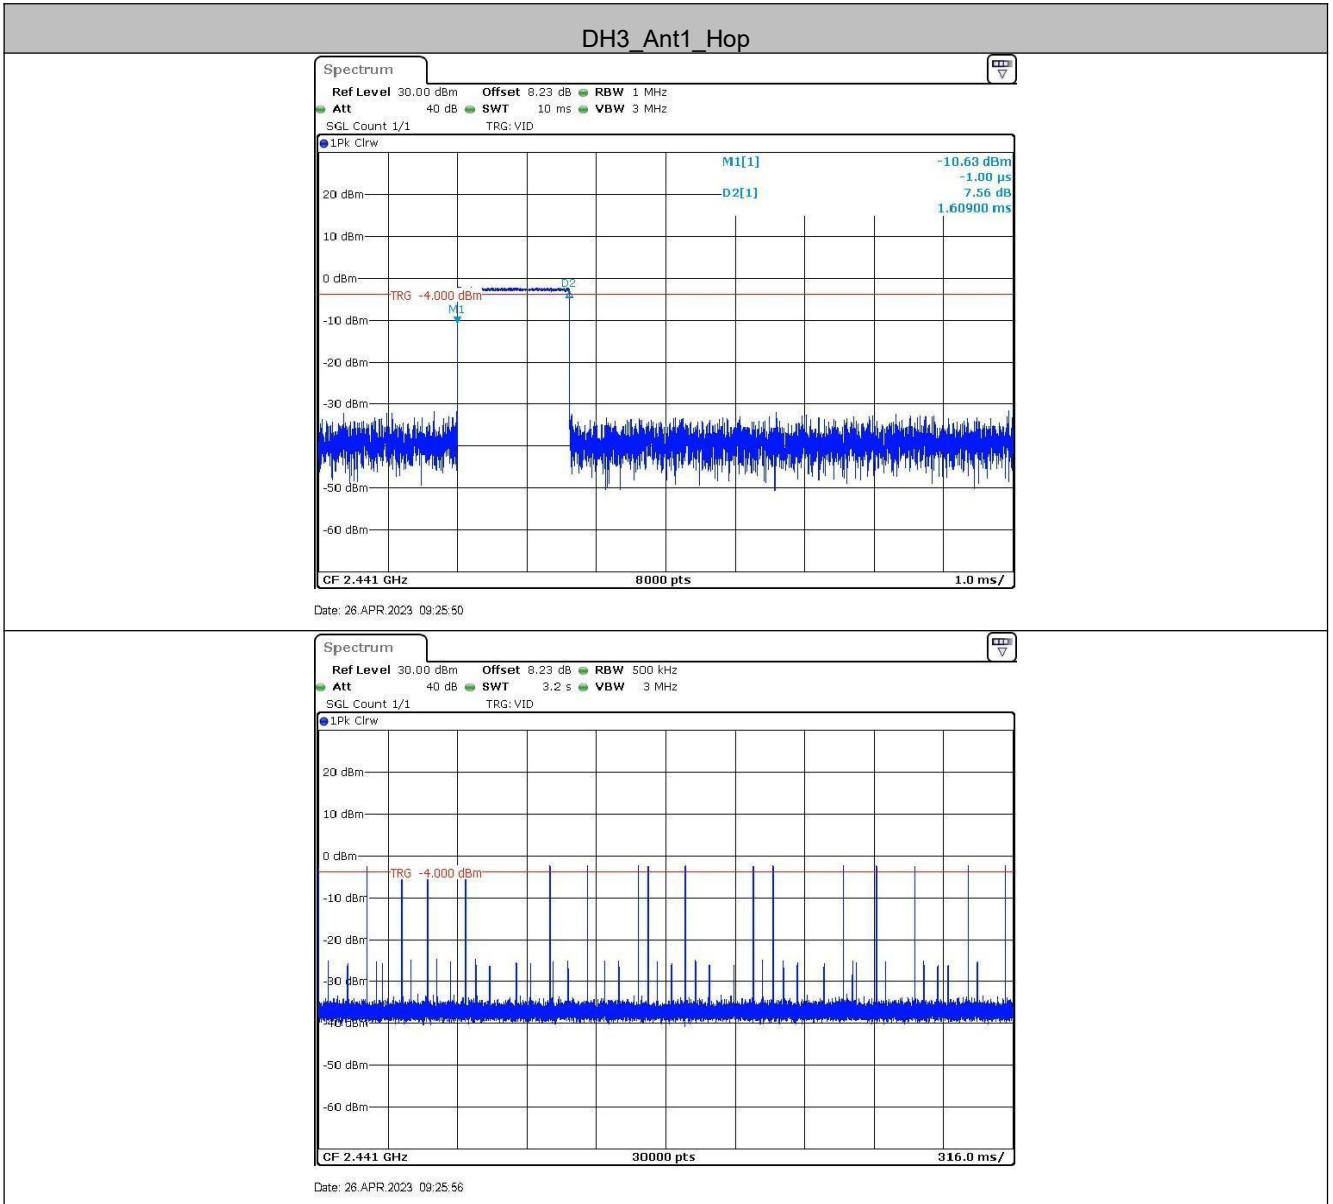 DH3_Ant1_Hop
Spectrum
Ref Level 30.00 dBm Offset 8.23 dB RBW 1 MHz
Att 40 dB SWT 10 ms VBW 3 MHz
SGL Count 1/1 TRG: VID
1Pk Clrw
M1[1] -10.63 dBm
-1.00 µs
20 dBm D2[1] 7.56 dB
1.60900 ms
10 dBm
0 dBm
D2
TRG -4.000 dBm
M1
-10 dBm
-20 dBm
-30 dBm
-50 dBm
-60 dBm
CF 2.441 GHz 8000 pts 1.0 ms/
Date: 26.APR.2023 09:25:50
Spectrum
Ref Level 30.00 dBm Offset 8.23 dB RBW 500 kHz
Att 40 dB SWT 3.2 s VBW 3 MHz
SGL Count 1/1 TRG: VID
1Pk Clrw
20 dBm
10 dBm
0 dBm
TRG -4.000 dBm
-10 dBm
-20 dBm
-30 dBm
-40 dBm
-50 dBm
-60 dBm
CF 2.441 GHz 30000 pts 316.0 ms/
Date: 26.APR.2023 09:25:56